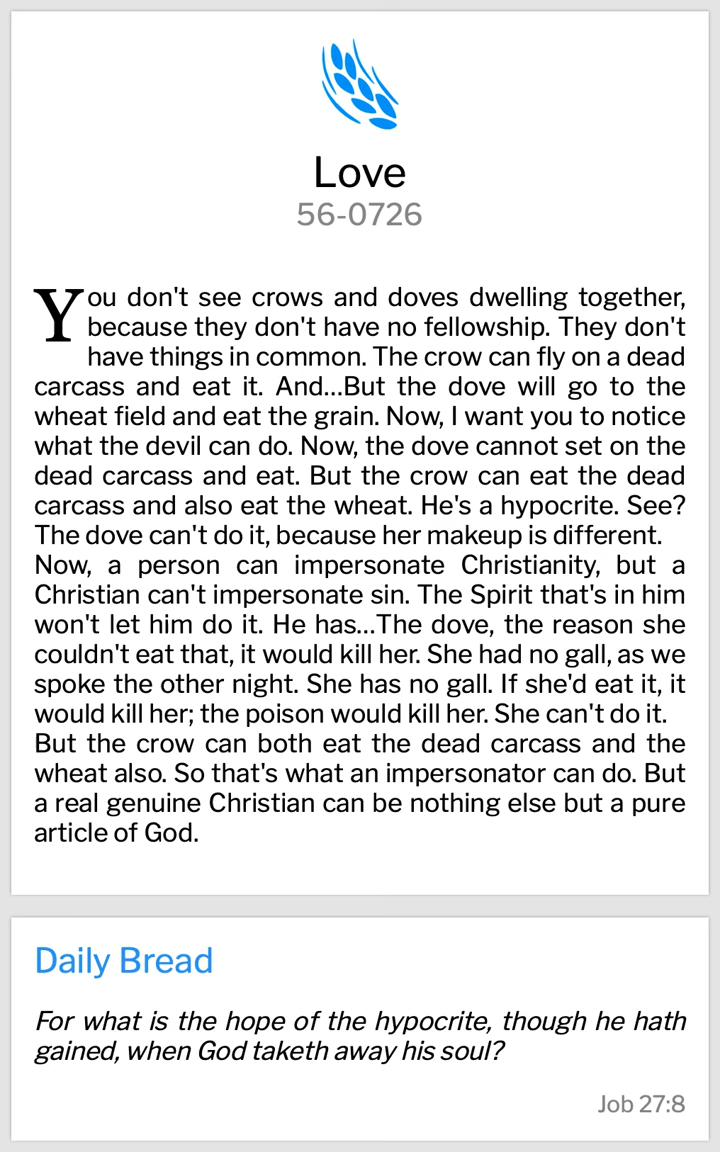 Love
56-0726
You don't see crows and doves dwelling together,
because they don't have no fellowship. They don't
have things in common. The crow can fly on a dead
carcass and eat it. And...But the dove will go to the
wheat field and eat the grain. Now, I want you to notice
what the devil can do. Now, the dove cannot set on the
dead carcass and eat. But the crow can eat the dead
carcass and also eat the wheat. He's a hypocrite. See?
The dove can't do it, because her makeup is different.
Now, a person can impersonate Christianity, but a
Christian can't impersonate sin. The Spirit that's in him
won't let him do it. He has...The dove, the reason she
couldn't eat that, it would kill her. She had no gall, as we
spoke the other night. She has no gall. If she'd eat it, it
would kill her; the poison would kill her. She can't do it.
But the crow can both eat the dead carcass and the
wheat also. So that's what an impersonator can do. But
a real genuine Christian can be nothing else but a pure
article of God.
Daily Bread
For what is the hope of the hypocrite, though he hath
gained, when God taketh away his soul?
Job 27:8